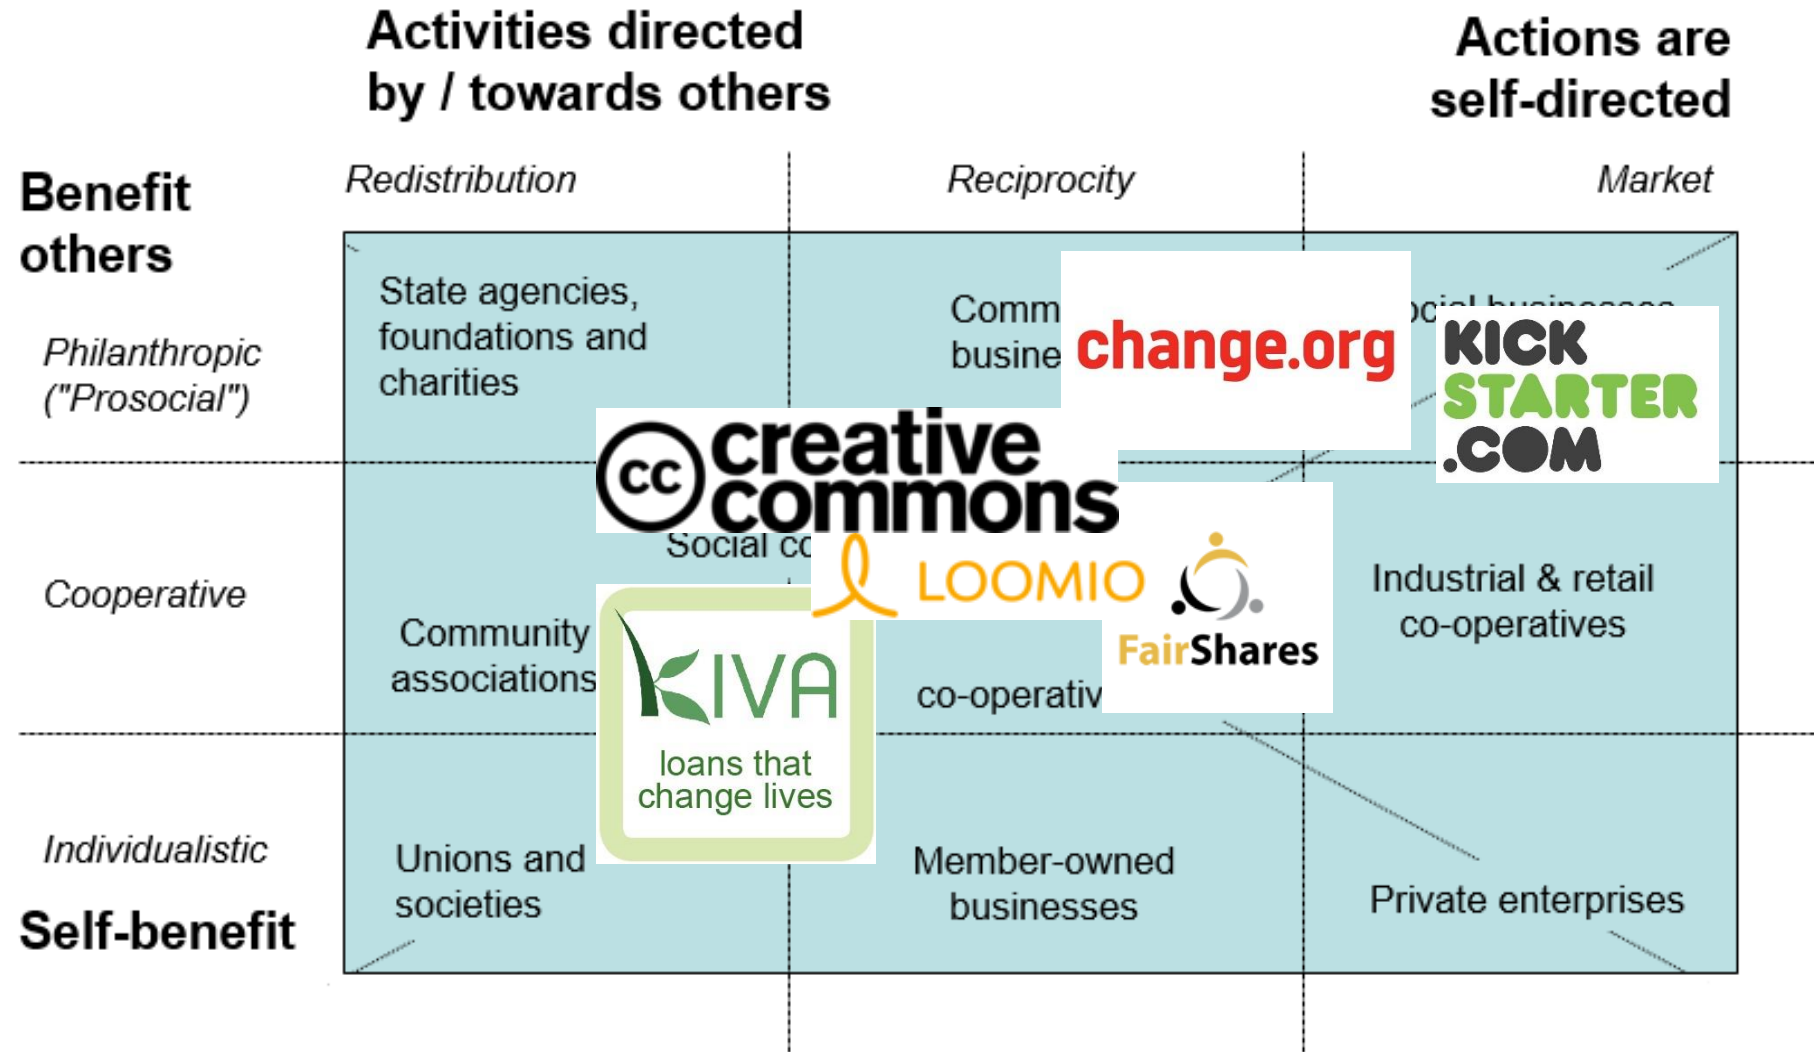 Activities directed
by / towards others
Actions are
self-directed
Redistribution
Reciprocity
Market
Benefit
others
Philanthropic
("Prosocial")
Cooperative
Individualistic
Self-benefit
State agencies,
foundations and
charities
Comm
busine
change.org
KICK
STARTER
.COM
cc creative
commons
Social co
LOOMIO
FairShares
Industrial & retail
co-operatives
Community
associations
KIVA
loans that
change lives
co-operativ
Unions and
societies
Member-owned
businesses
Private enterprises